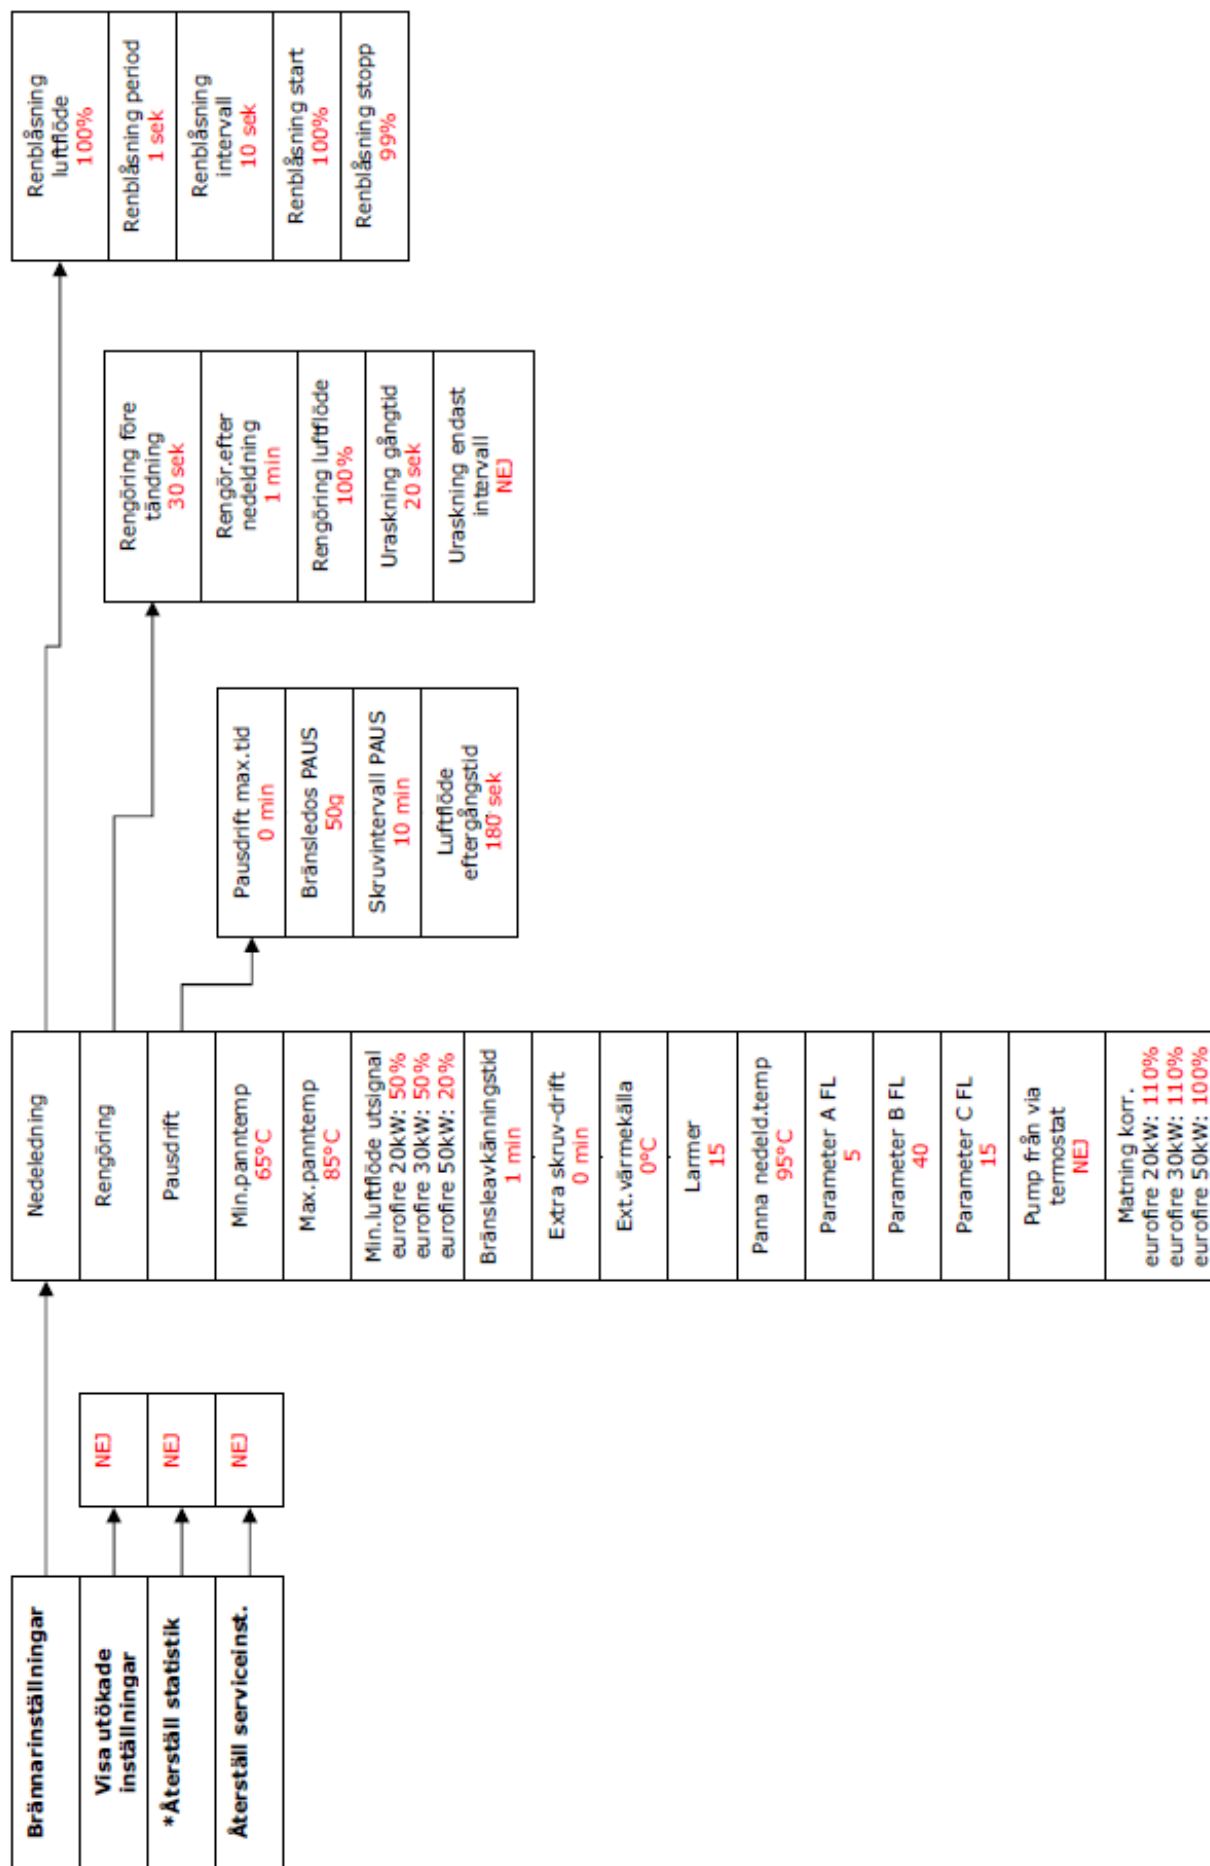 Brännarinställningar
Visa utökade
inställningar
*Återställ statistik
Återställ serviceinst.
NEJ
NEJ
NEJ
Nedeledning
Rengöring
Pausdrift
Min.panntemp
65°C
Max.panntemp
85°C
Min.luftflöde utsignal
eurofire 20kW: 50%
eurofire 30kW: 50%
eurofire 50kW: 20%
Bränsleavkänningstid
1 min
Extra skruv-drift
0 min
Ext.värmekälla
0°C
Larmer
15
Panna nedeld.temp
95°C
Parameter A FL
5
Parameter B FL
40
Parameter C FL
15
Pump från via
termostat
NEJ
Matning korr.
eurofire 20kW: 110%
eurofire 30kW: 110%
eurofire 50kW: 100%
Pausdrift max.tid
0 min
Bränsledos PAUS
50g
Skruvintervall PAUS
10 min
Luftflöde
eftergångstid
180 sek
Rengöring före
tändning
30 sek
Rengör.efter
nedeldning
1 min
Rengöring luftflöde
100%
Uraskning gångtid
20 sek
Uraskning endast
intervall
NEJ
Renblåsning
luftflöde
100%
Renblåsning period
1 sek
Renblåsning
intervall
10 sek
Renblåsning start
100%
Renblåsning stopp
99%